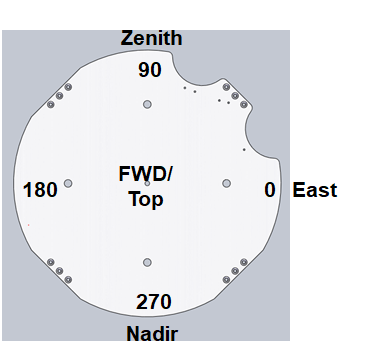 Zenith
90
FWD/
Top
180
0 East
270
Nadir